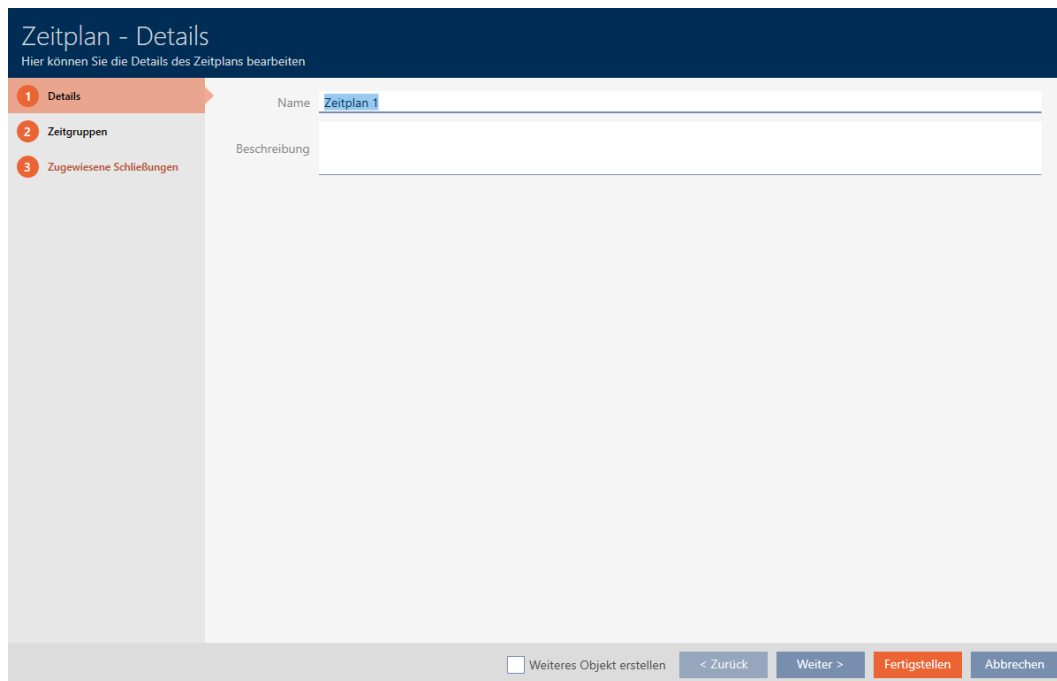 Zeitplan - Details
Hier können Sie die Details des Zeitplans bearbeiten
1 Details
2 Zeitgruppen
3 Zugewiesene Schließungen
Name Zeitplan 1
Beschreibung
Weiteres Objekt erstellen < Zurück Weiter > Fertigstellen Abbrechen